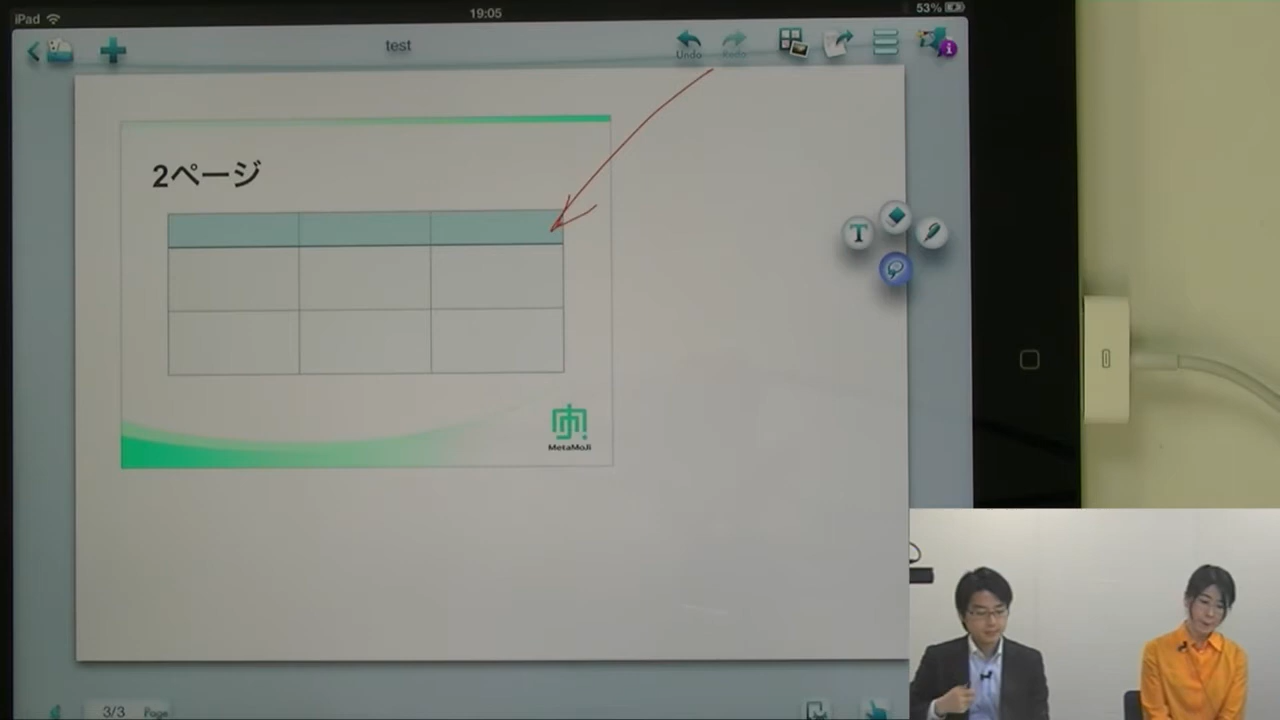 iPad 19:05 53%
test
Undo Redo
2ページ
T
MetaMoJi
3/3 Page